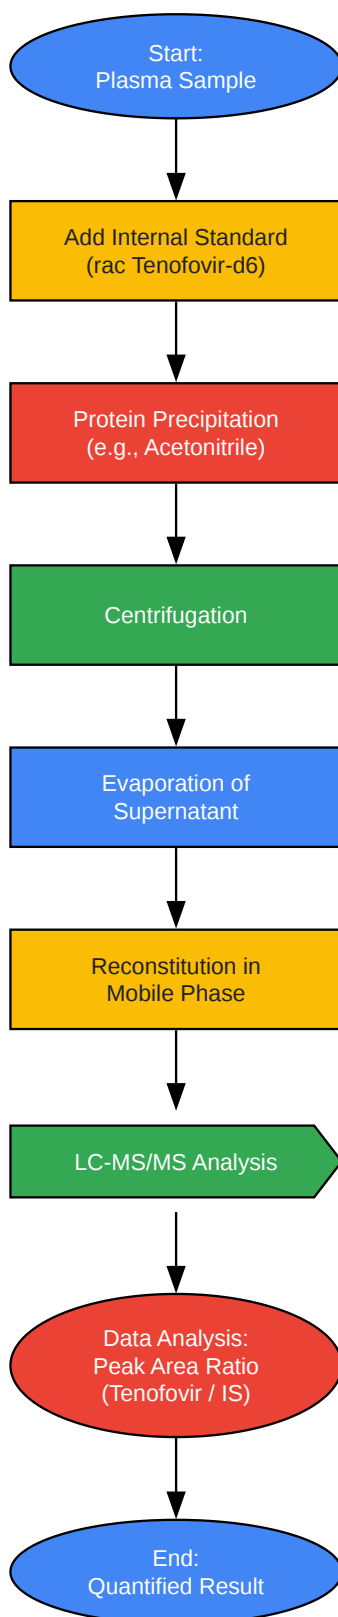 Start:
Plasma Sample
Add Internal Standard
(rac Tenofovir-d6)
Protein Precipitation
(e.g., Acetonitrile)
Centrifugation
Evaporation of
Supernatant
Reconstitution in
Mobile Phase
LC-MS/MS Analysis
Data Analysis:
Peak Area Ratio
(Tenofovir / IS)
End:
Quantified Result